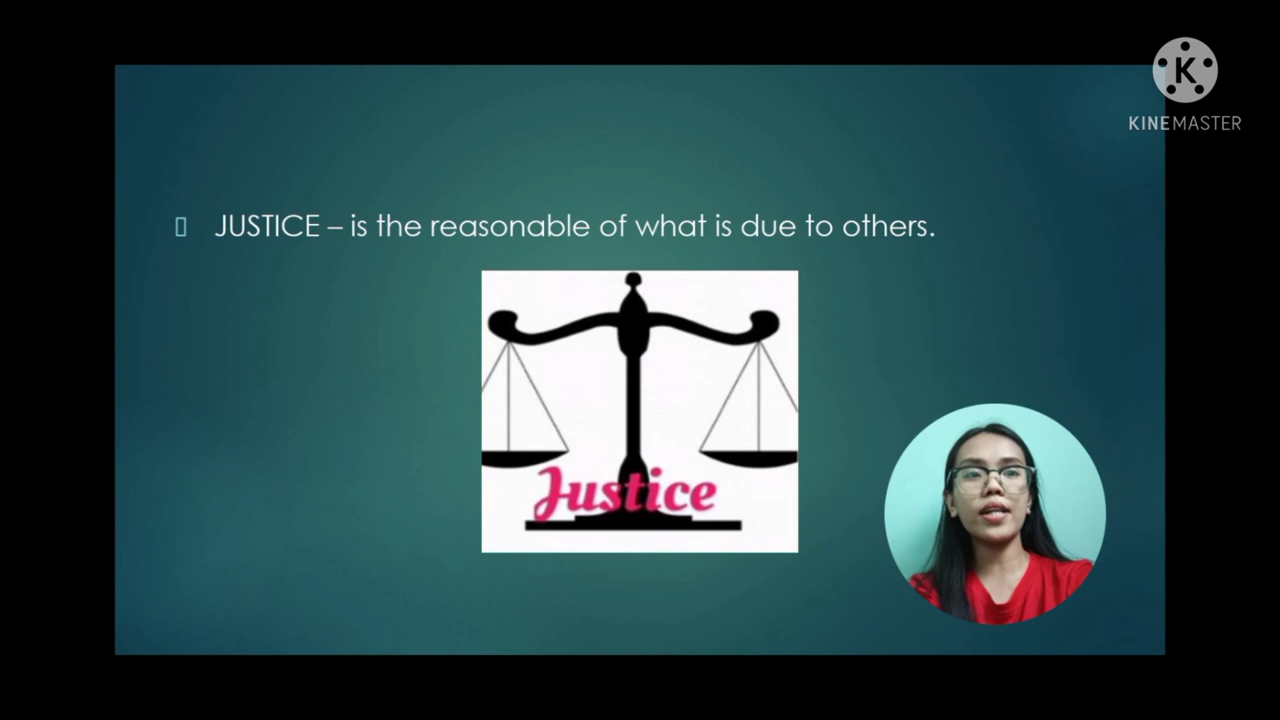 KINEMASTER
JUSTICE – is the reasonable of what is due to others.
Justice